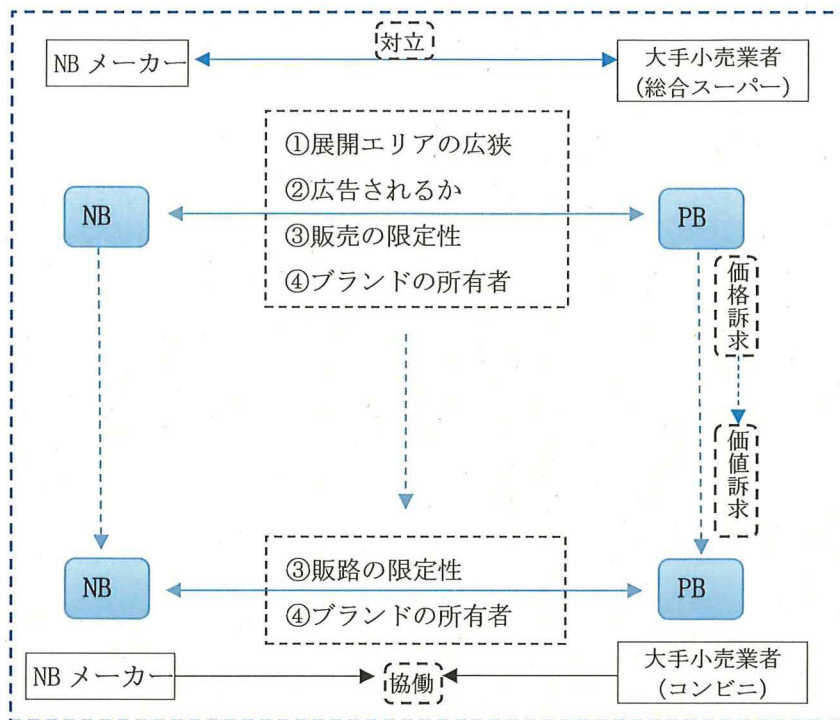 対立
NB メーカー
大手小売業者
(総合スーパー)
①展開エリアの広狭
②広告されるか
③販売の限定性
④ブランドの所有者
NB
PB
価格訴求
価値訴求
③販路の限定性
④ブランドの所有者
NB
PB
NB メーカー
協働
大手小売業者
(コンビニ)